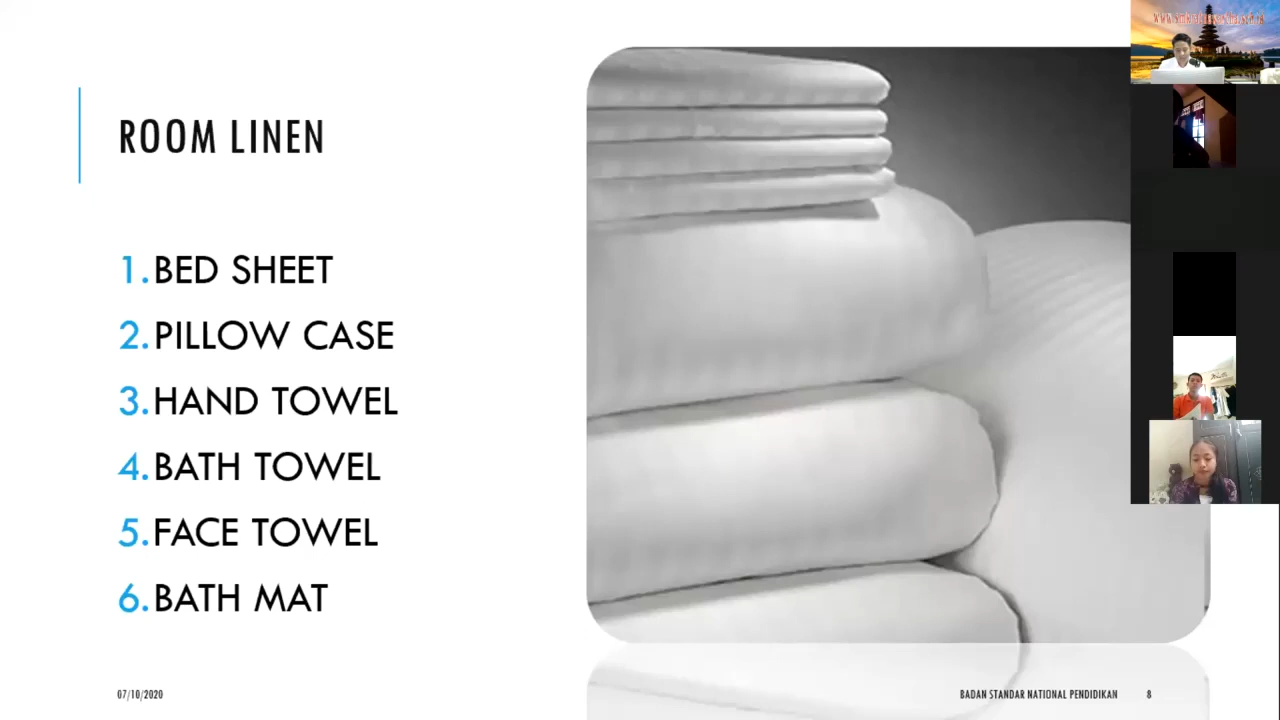 ROOM LINEN
1. BED SHEET
2. PILLOW CASE
3. HAND TOWEL
4. BATH TOWEL
5. FACE TOWEL
6. BATH MAT
07/10/2020
BADAN STANDAR NATIONAL PENDIDIKAN
8